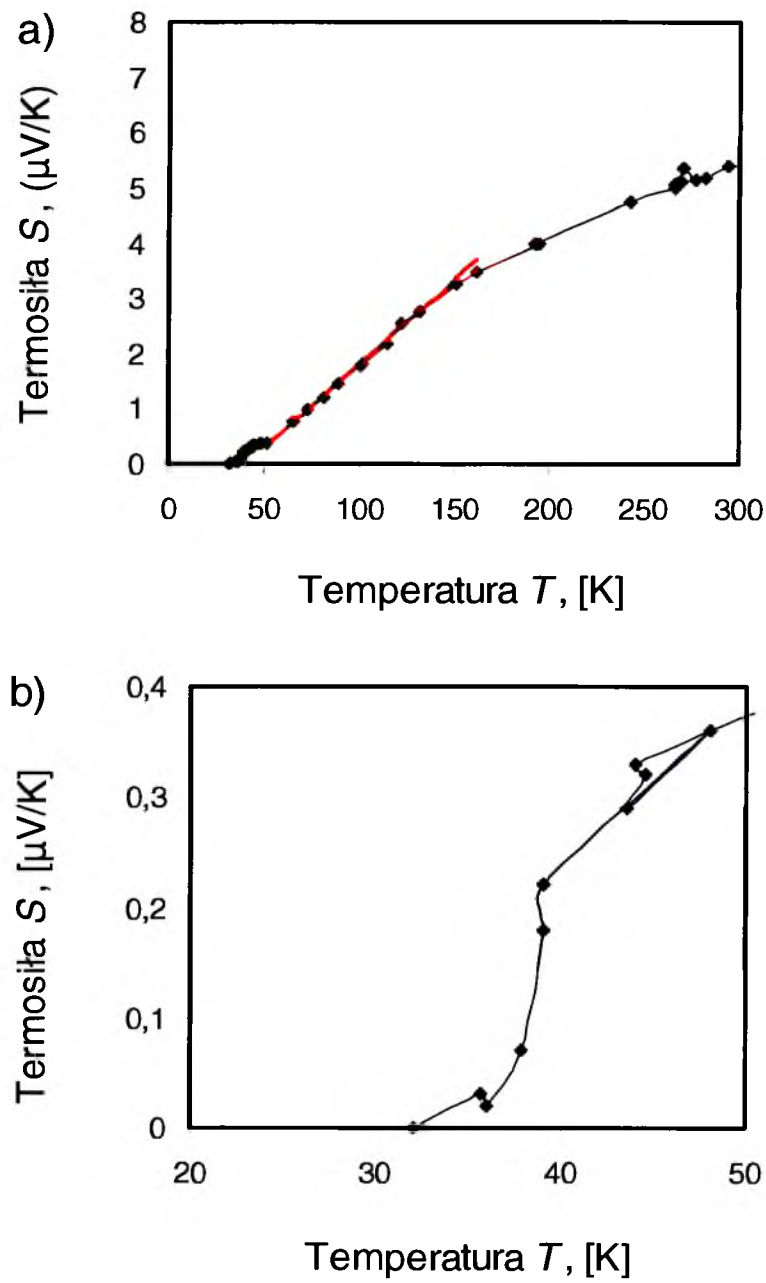 a)
8
7
6
5
4
3
2
1
0
Termosiła S, (µV/K)
0 50 100 150 200 250 300
Temperatura T, [K]
b)
0,4
0,3
0,2
0,1
0
Termosiła S, [µV/K]
20 30 40 50
Temperatura T, [K]